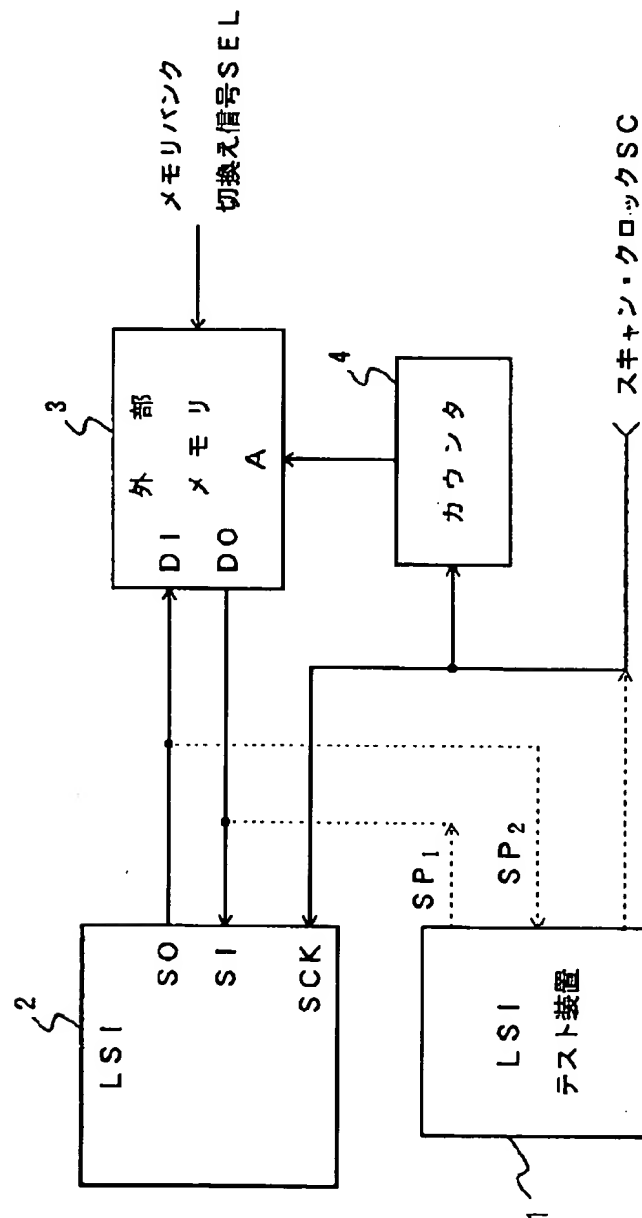 2
LSI
SO
SI
SCK
3
外部
メモリ
DI
DO
A
メモリバンク
切換え信号SEL
4
カウンタ
スキャン・クロックSC
SP1
SP2
LSI
テスト装置